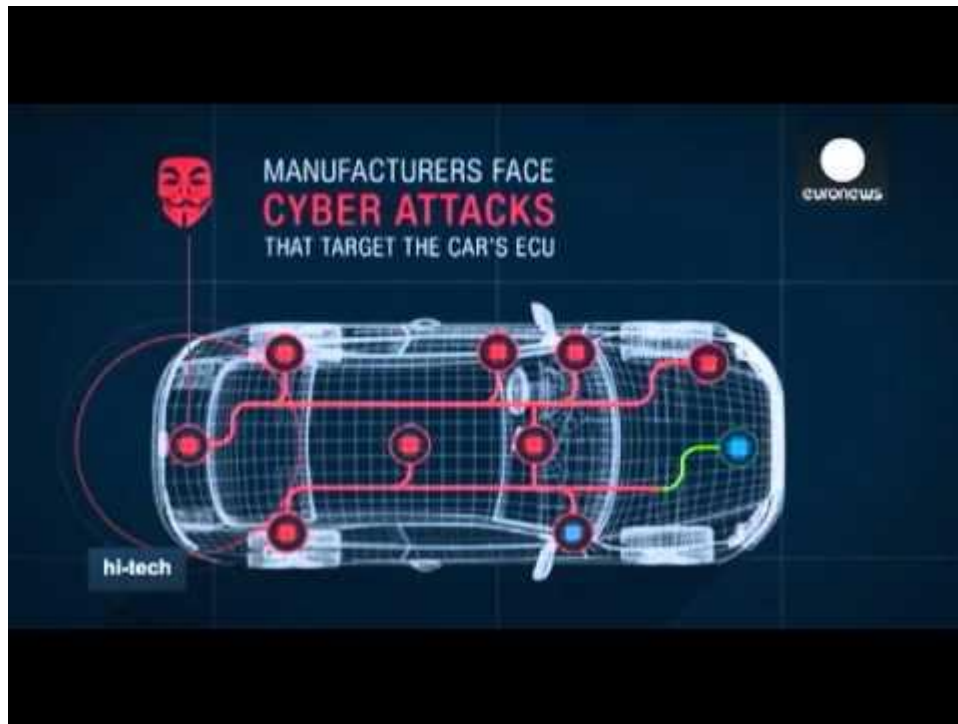 MANUFACTURERS FACE
CYBER ATTACKS
THAT TARGET THE CAR'S ECU
euronews
hi-tech